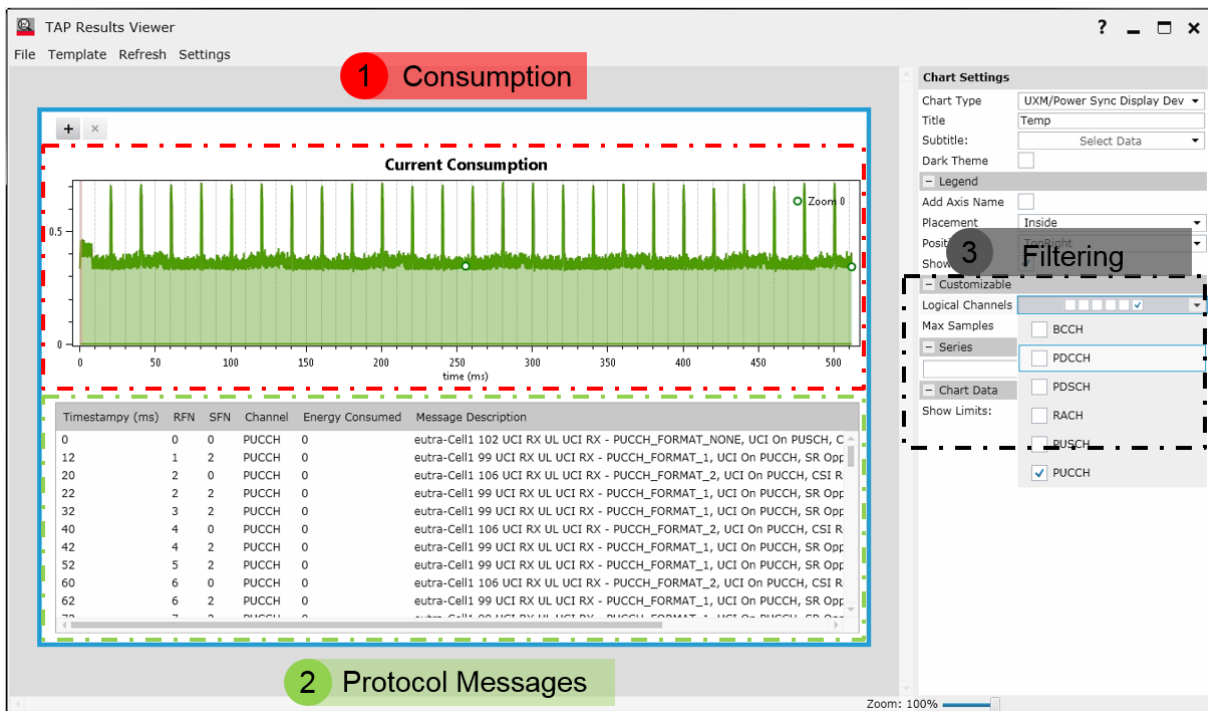 TAP Results Viewer
? 
File Template Refresh Settings
1 Consumption
+ ×
Current Consumption
0.5
0
Zoom 0
0 50 100 150 200 250 300 350 400 450 500
time (ms)
Timestampy (ms) RFN SFN Channel Energy Consumed Message Description
0 0 0 PUCCH 0 eutra-Cell1 102 UCI RX UL UCI RX - PUCCH_FORMAT_NONE, UCI On PUSCH, C
12 1 2 PUCCH 0 eutra-Cell1 99 UCI RX UL UCI RX - PUCCH_FORMAT_1, UCI On PUCCH, SR Opp
20 2 0 PUCCH 0 eutra-Cell1 106 UCI RX UL UCI RX - PUCCH_FORMAT_2, UCI On PUCCH, CSI R
22 2 2 PUCCH 0 eutra-Cell1 99 UCI RX UL UCI RX - PUCCH_FORMAT_1, UCI On PUCCH, SR Opp
32 3 2 PUCCH 0 eutra-Cell1 99 UCI RX UL UCI RX - PUCCH_FORMAT_1, UCI On PUCCH, SR Opp
40 4 0 PUCCH 0 eutra-Cell1 106 UCI RX UL UCI RX - PUCCH_FORMAT_2, UCI On PUCCH, CSI R
42 4 2 PUCCH 0 eutra-Cell1 99 UCI RX UL UCI RX - PUCCH_FORMAT_1, UCI On PUCCH, SR Opp
52 5 2 PUCCH 0 eutra-Cell1 99 UCI RX UL UCI RX - PUCCH_FORMAT_1, UCI On PUCCH, SR Opp
60 6 0 PUCCH 0 eutra-Cell1 106 UCI RX UL UCI RX - PUCCH_FORMAT_2, UCI On PUCCH, CSI R
62 6 2 PUCCH 0 eutra-Cell1 99 UCI RX UL UCI RX - PUCCH_FORMAT_1, UCI On PUCCH, SR Opp
2 Protocol Messages
Chart Settings
Chart Type UXM/Power Sync Display Dev
Title Temp
Subtitle: Select Data
Dark Theme
− Legend
Add Axis Name
Placement Inside
Positi TopRight
Show
3 Filtering
− Customizable
Logical Channels
Max Samples
− Series
− Chart Data
Show Limits:
BCCH
PDCCH
PDSCH
RACH
PUSCH
PUCCH
Zoom: 100%